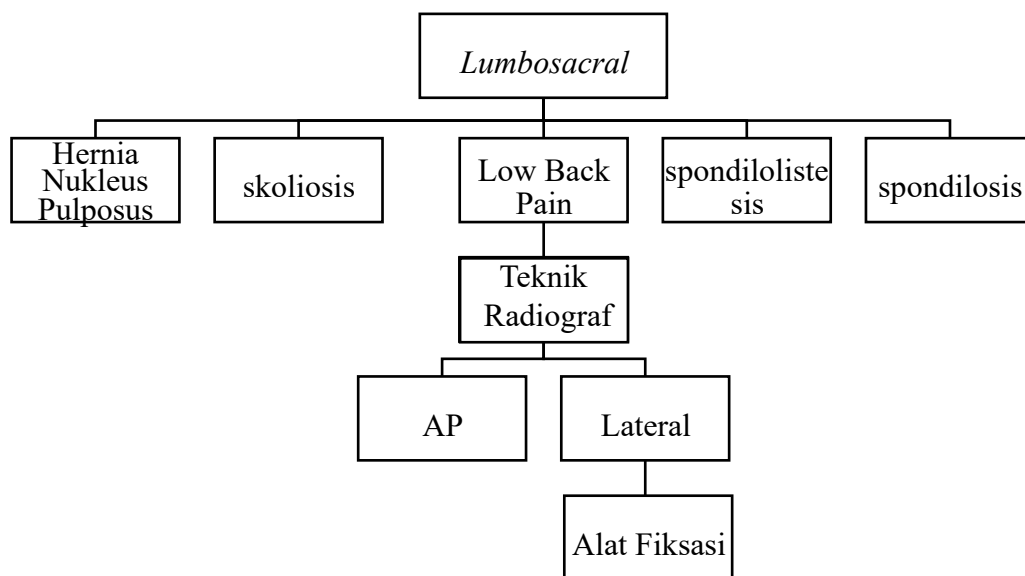 Lumbosacral
Hernia
Nukleus
Pulposus
skoliosis
Low Back
Pain
spondiloliste
sis
spondilosis
Teknik
Radiograf
AP
Lateral
Alat Fiksasi